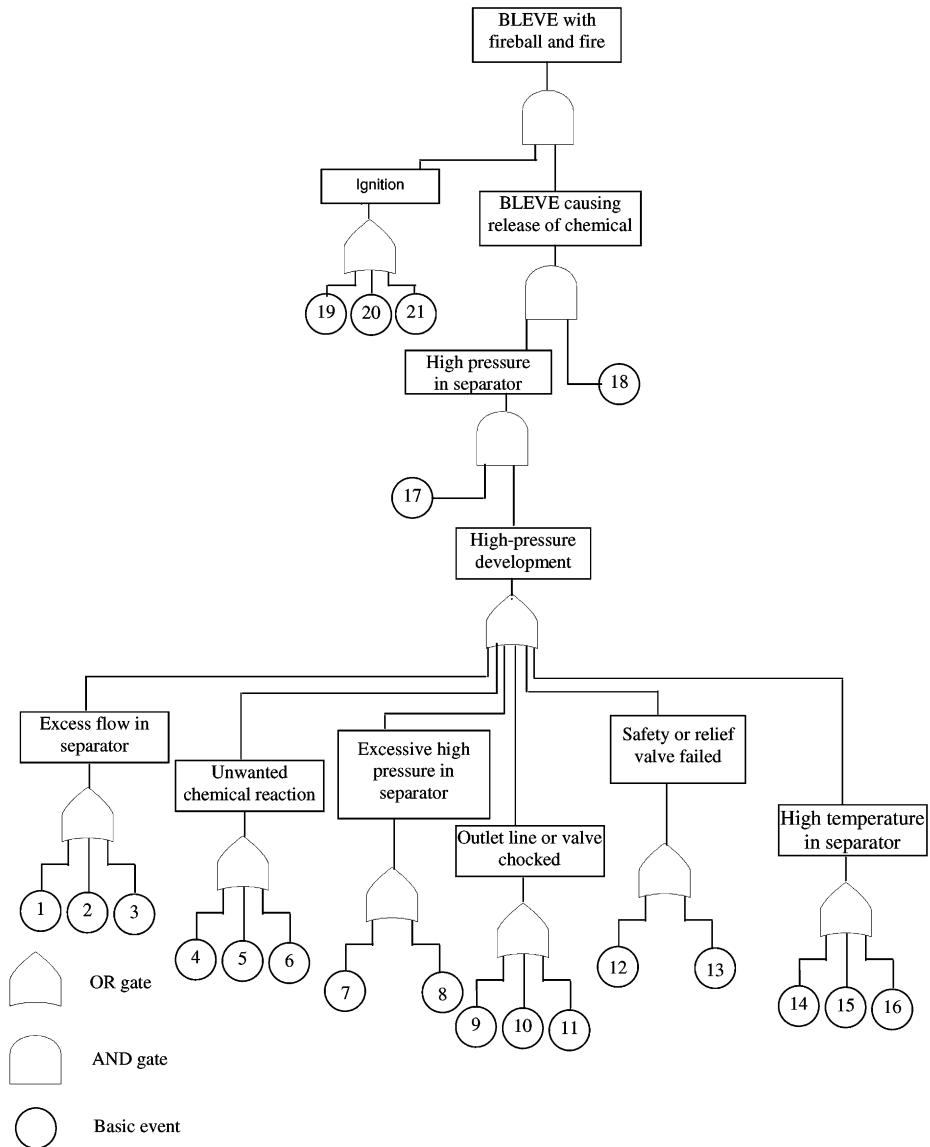 BLEVE with
fireball and fire
Ignition
BLEVE causing
release of chemical
19
20
21
High pressure
in separator
18
17
High-pressure
development
Excess flow in
separator
Unwanted
chemical reaction
Excessive high
pressure in
separator
Outlet line or valve
chocked
Safety or relief
valve failed
High temperature
in separator
1
2
3
4
5
6
7
8
9
10
11
12
13
14
15
16
OR gate
AND gate
Basic event